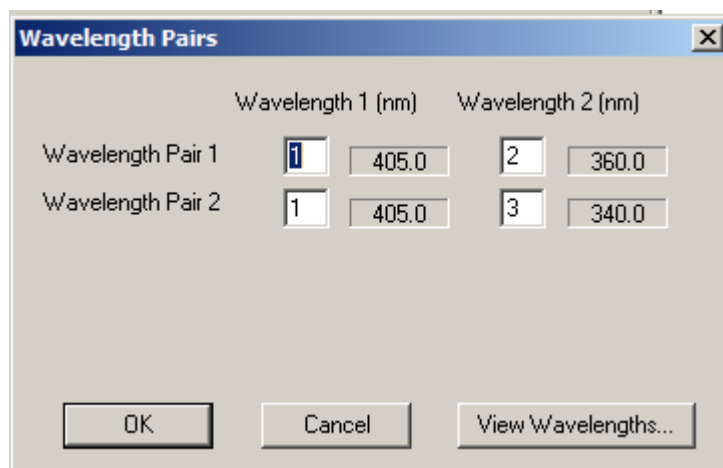 Wavelength Pairs
Wavelength 1 (nm) Wavelength 2 (nm)
Wavelength Pair 1 1 405.0 2 360.0
Wavelength Pair 2 1 405.0 3 340.0
OK Cancel View Wavelengths...